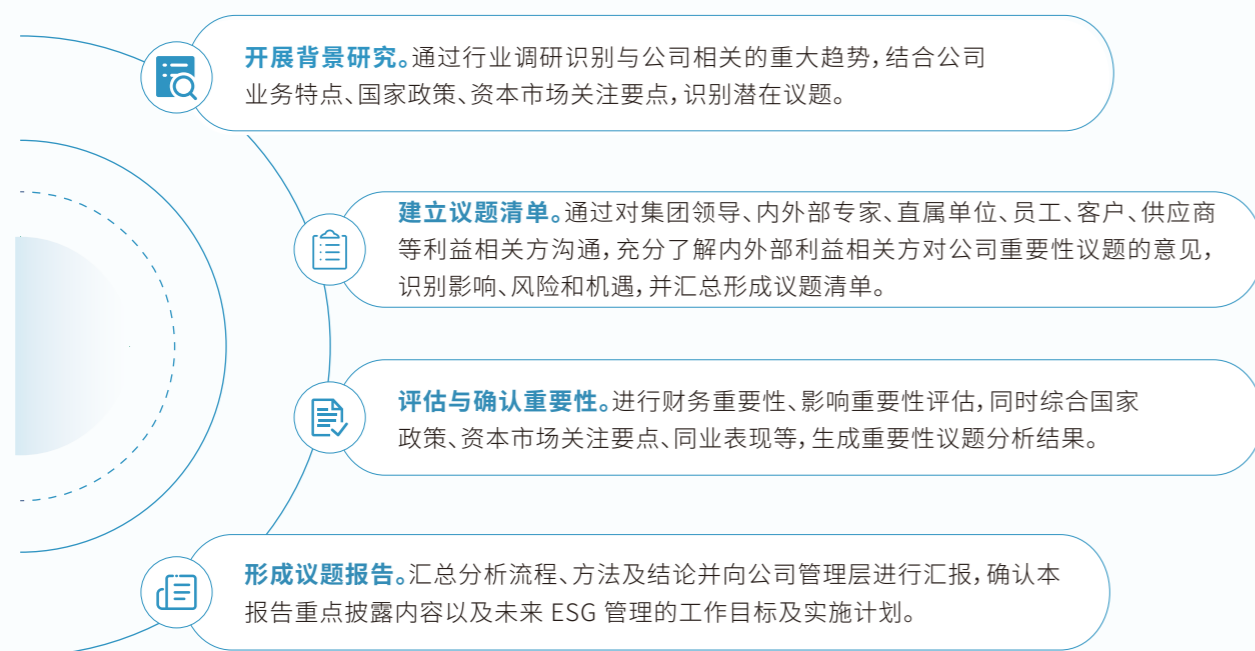 开展背景研究。通过行业调研识别与公司相关的重大趋势，结合公司
业务特点、国家政策、资本市场关注要点，识别潜在议题。
建立议题清单。通过对集团领导、内外部专家、直属单位、员工、客户、供应商
等利益相关方沟通，充分了解内外部利益相关方对公司重要性议题的意见，
识别影响、风险和机遇，并汇总形成议题清单。
评估与确认重要性。进行财务重要性、影响重要性评估，同时综合国家
政策、资本市场关注要点、同业表现等，生成重要性议题分析结果。
形成议题报告。汇总分析流程、方法及结论并向公司管理层进行汇报，确认本
报告重点披露内容以及未来 ESG 管理的工作目标及实施计划。